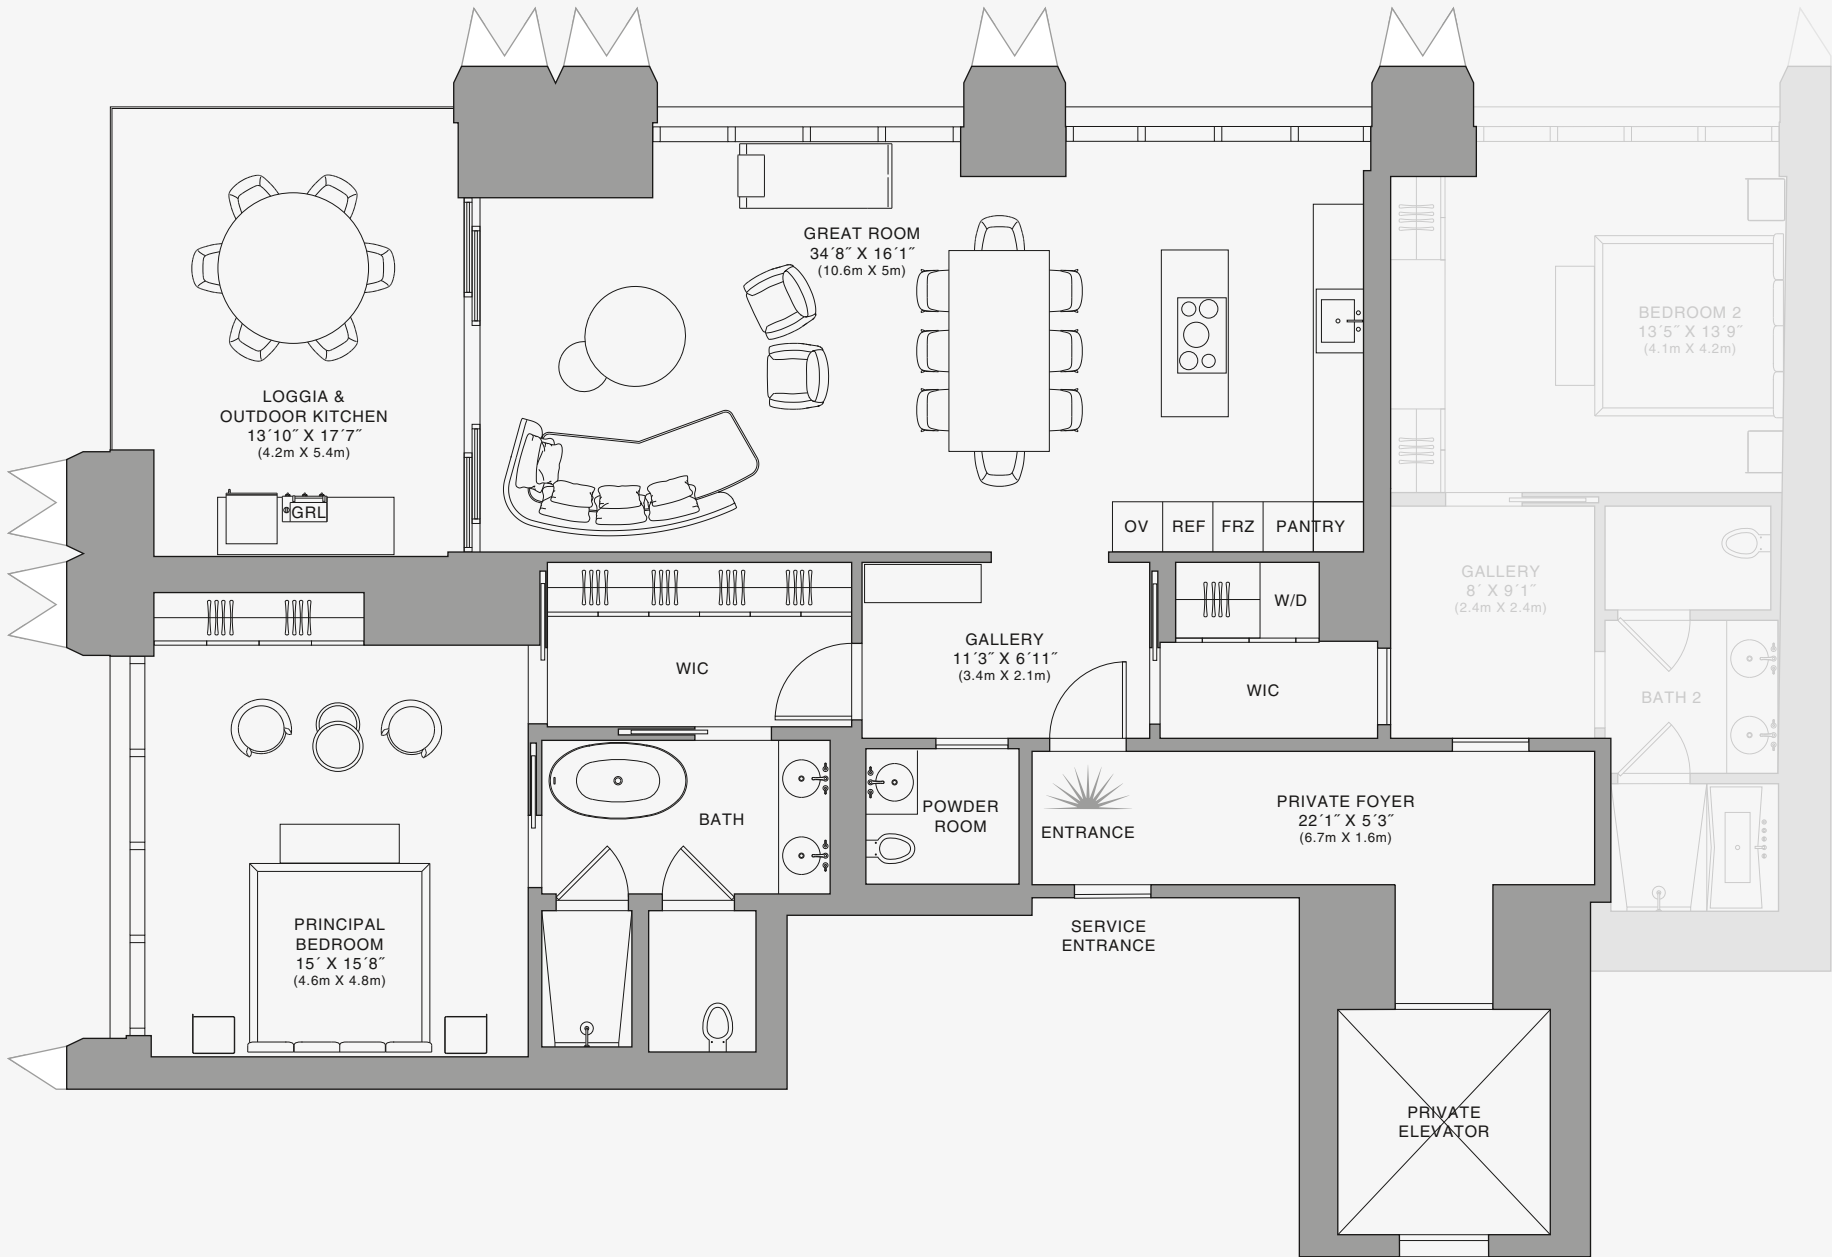 GREAT ROOM
34´8˝ X 16´1˝
(10.6m X 5m)
LOGGIA &
OUTDOOR KITCHEN
13´10˝ X 17´7˝
(4.2m X 5.4m)
GRL
BEDROOM 2
13´5˝ X 13´9˝
(4.1m X 4.2m)
OV
REF
FRZ
PANTRY
GALLERY
8´ X 9´1˝
(2.4m X 2.4m)
W/D
WIC
GALLERY
11´3˝ X 6´11˝
(3.4m X 2.1m)
WIC
BATH 2
BATH
POWDER
ROOM
ENTRANCE
PRIVATE FOYER
22´1˝ X 5´3˝
(6.7m X 1.6m)
PRINCIPAL
BEDROOM
15´ X 15´8˝
(4.6m X 4.8m)
SERVICE
ENTRANCE
PRIVATE
ELEVATOR